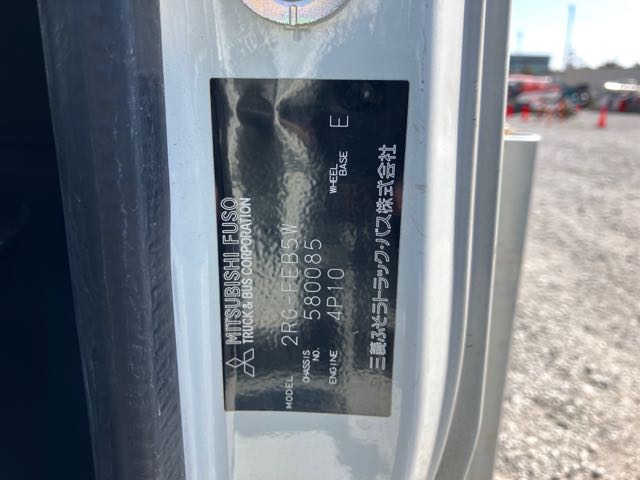 MITSUBISHI FUSO
TRUCK & BUS CORPORATION
MODEL 2RG-FEB5W
CHASSIS NO. 580085
ENGINE 4P10 WHEEL BASE E
三菱ふそうトラック・バス株式会社